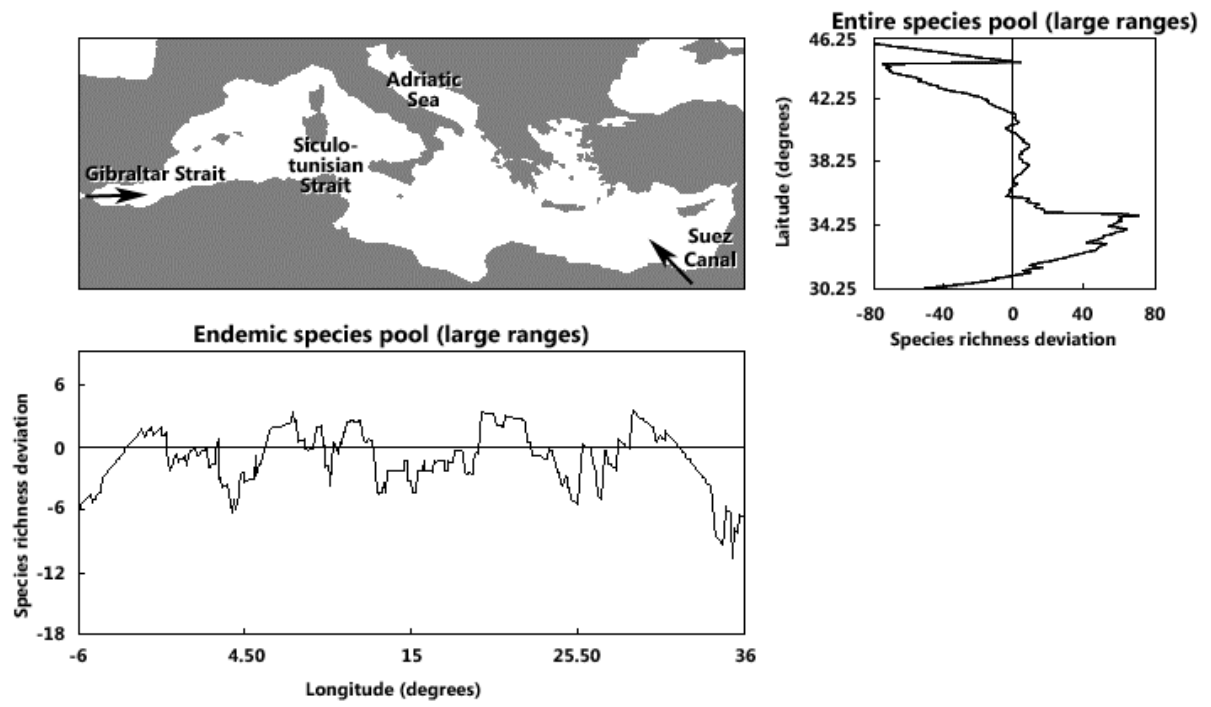 Entire species pool (large ranges)
46.25
42.25
38.25
34.25
30.25
Laitude (degrees)
-80
-40
0
40
80
Species richness deviation
Adriatic
Sea
Siculo-
tunisian
Strait
Gibraltar Strait
Suez
Canal
Endemic species pool (large ranges)
Species richness deviation
6
0
-6
-12
-18
-6
4.50
15
25.50
36
Longitude (degrees)